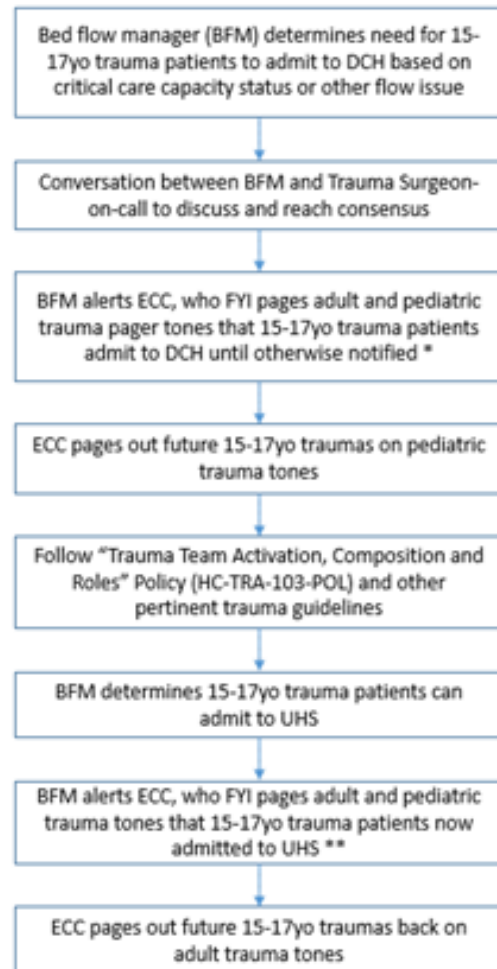 Bed flow manager (BFM) determines need for 15-
17yo trauma patients to admit to DCH based on
critical care capacity status or other flow issue
Conversation between BFM and Trauma Surgeon-
on-call to discuss and reach consensus
BFM alerts ECC, who FYI pages adult and pediatric
trauma pager tones that 15-17yo trauma patients
admit to DCH until otherwise notified *
ECC pages out future 15-17yo traumas on pediatric
trauma tones
Follow “Trauma Team Activation, Composition and
Roles” Policy (HC-TRA-103-POL) and other
pertinent trauma guidelines
BFM determines 15-17yo trauma patients can
admit to UHS
BFM alerts ECC, who FYI pages adult and pediatric
trauma tones that 15-17yo trauma patients now
admitted to UHS **
ECC pages out future 15-17yo traumas back on
adult trauma tones